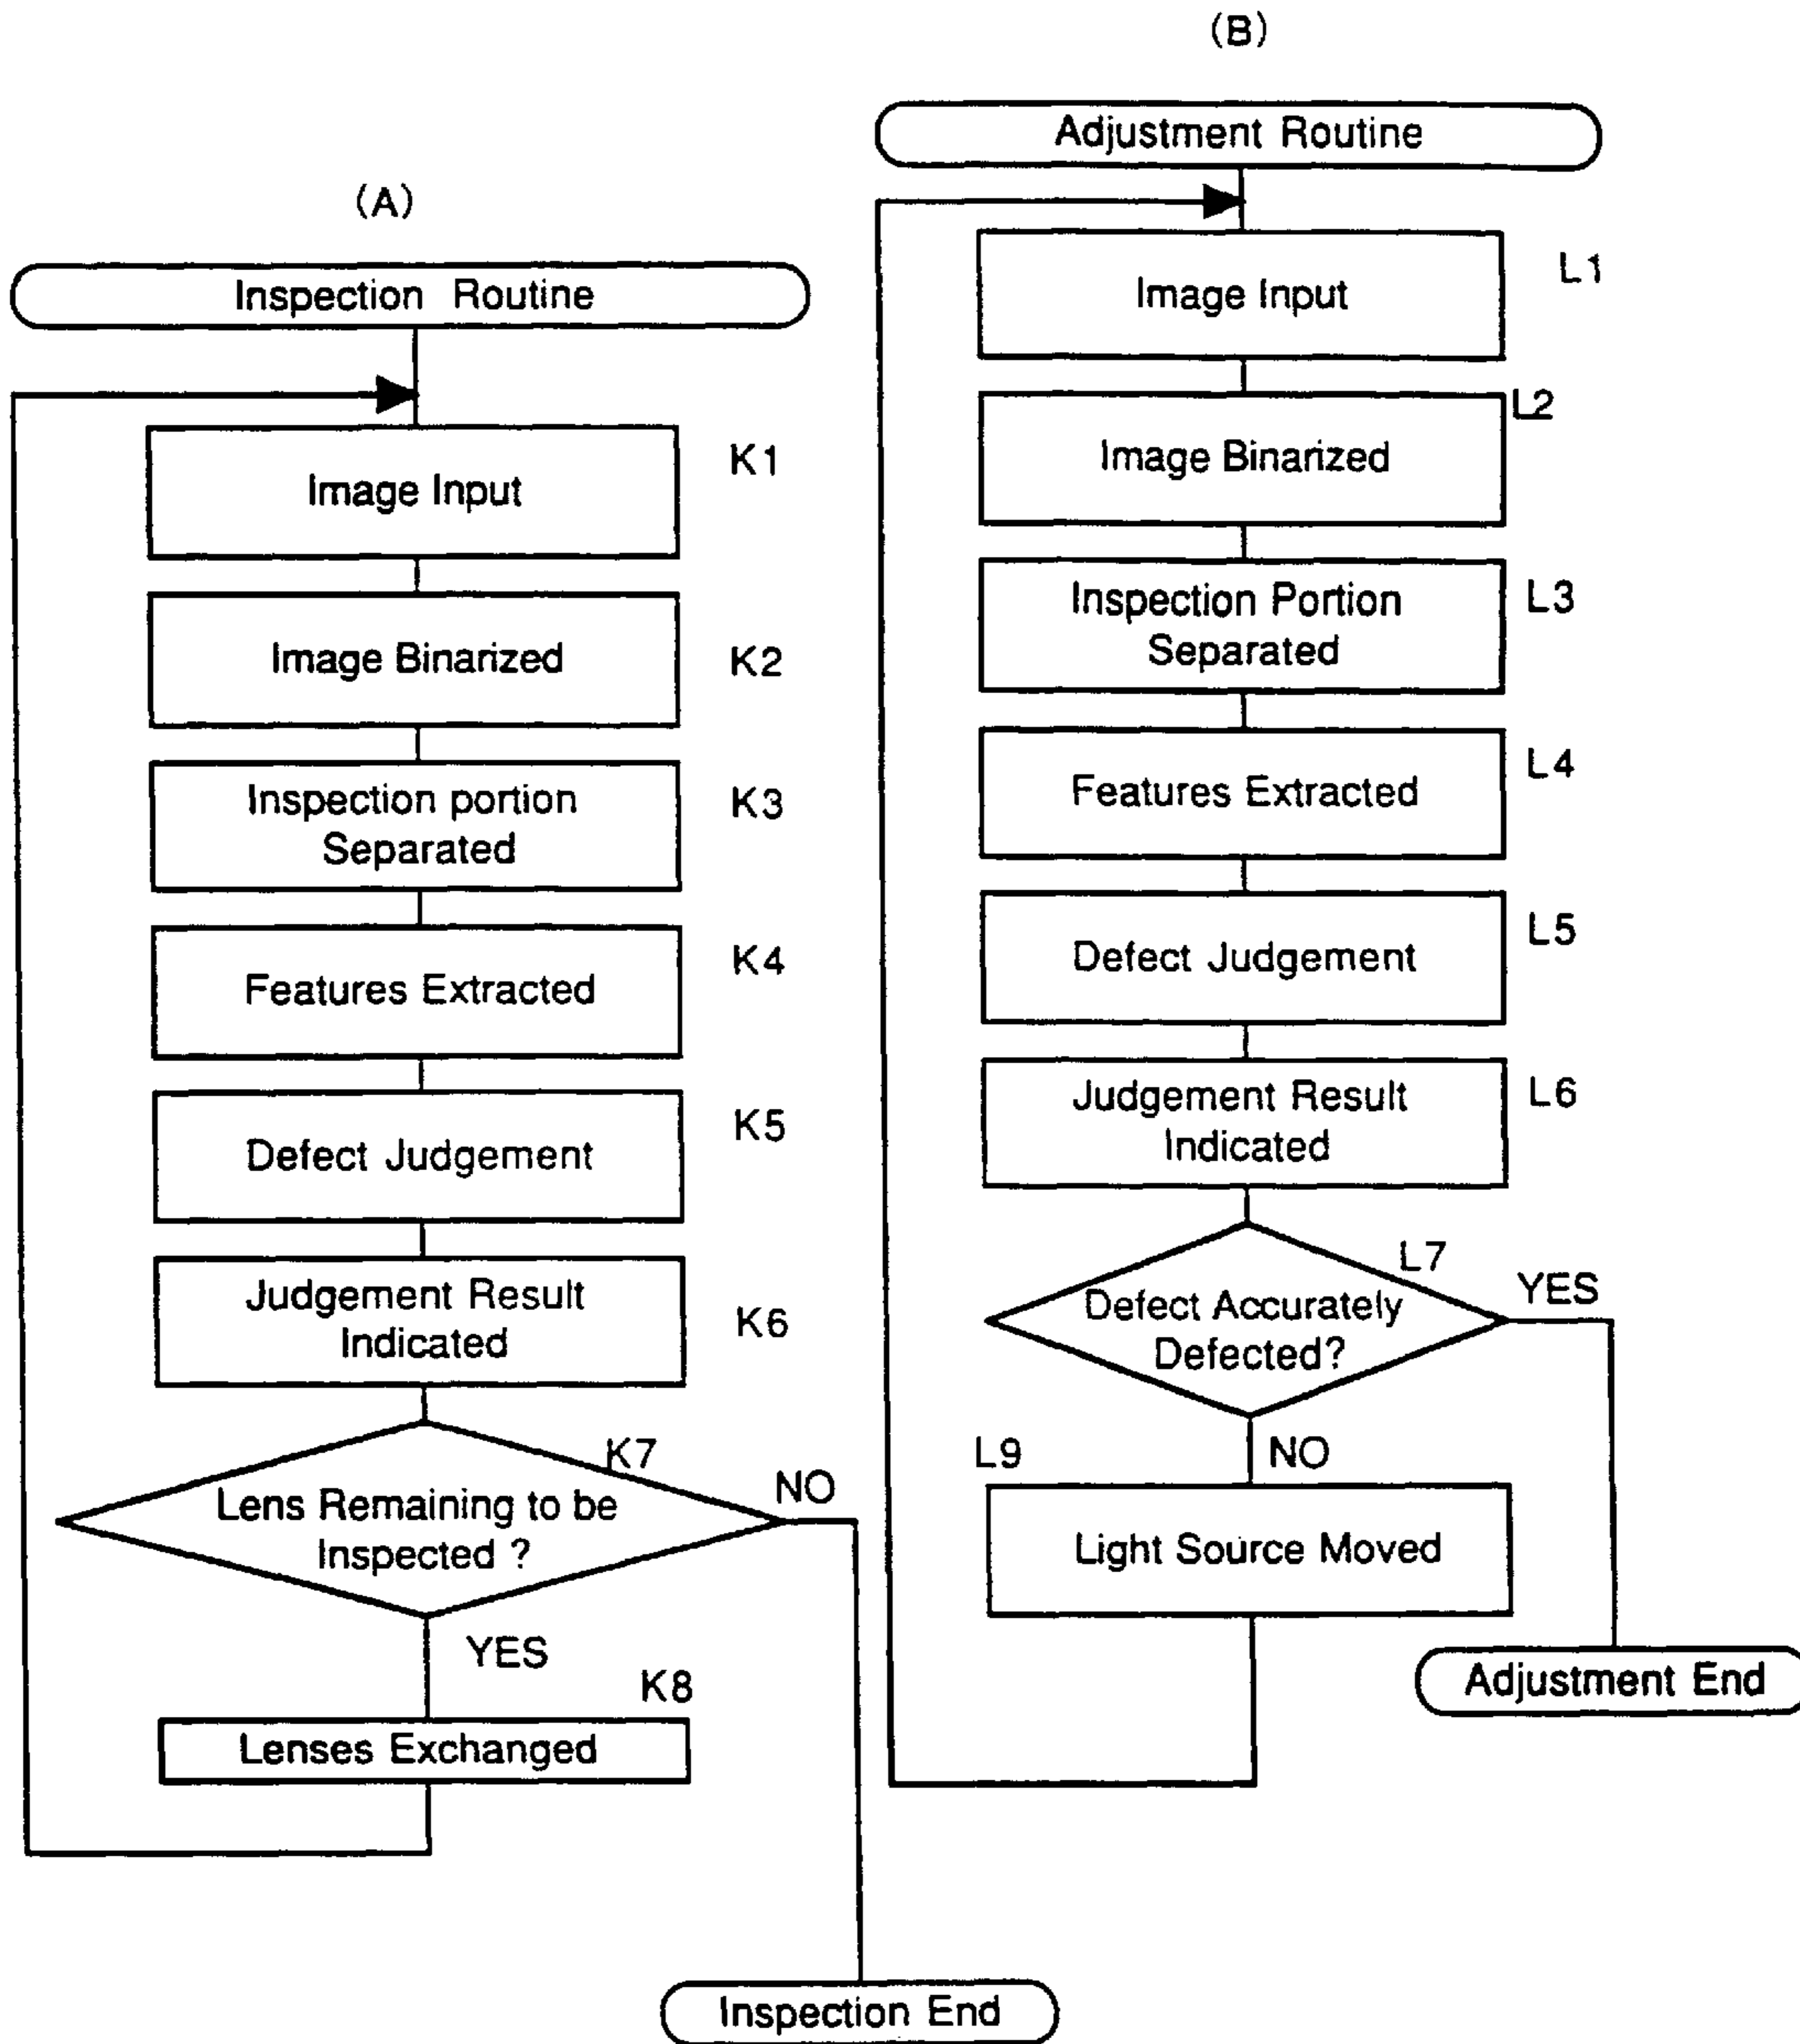 (A)
Inspection Routine
Image Input
K1
Image Binarized
K2
Inspection portion
Separated
K3
Features Extracted
K4
Defect Judgement
K5
Judgement Result
Indicated
K6
K7
Lens Remaining to be
Inspected ?
NO
YES
K8
Lenses Exchanged
Inspection End
(B)
Adjustment Routine
Image Input
L1
Image Binarized
L2
Inspection Portion
Separated
L3
Features Extracted
L4
Defect Judgement
L5
Judgement Result
Indicated
L6
L7
Defect Accurately
Defected?
YES
NO
L9
Light Source Moved
Adjustment End